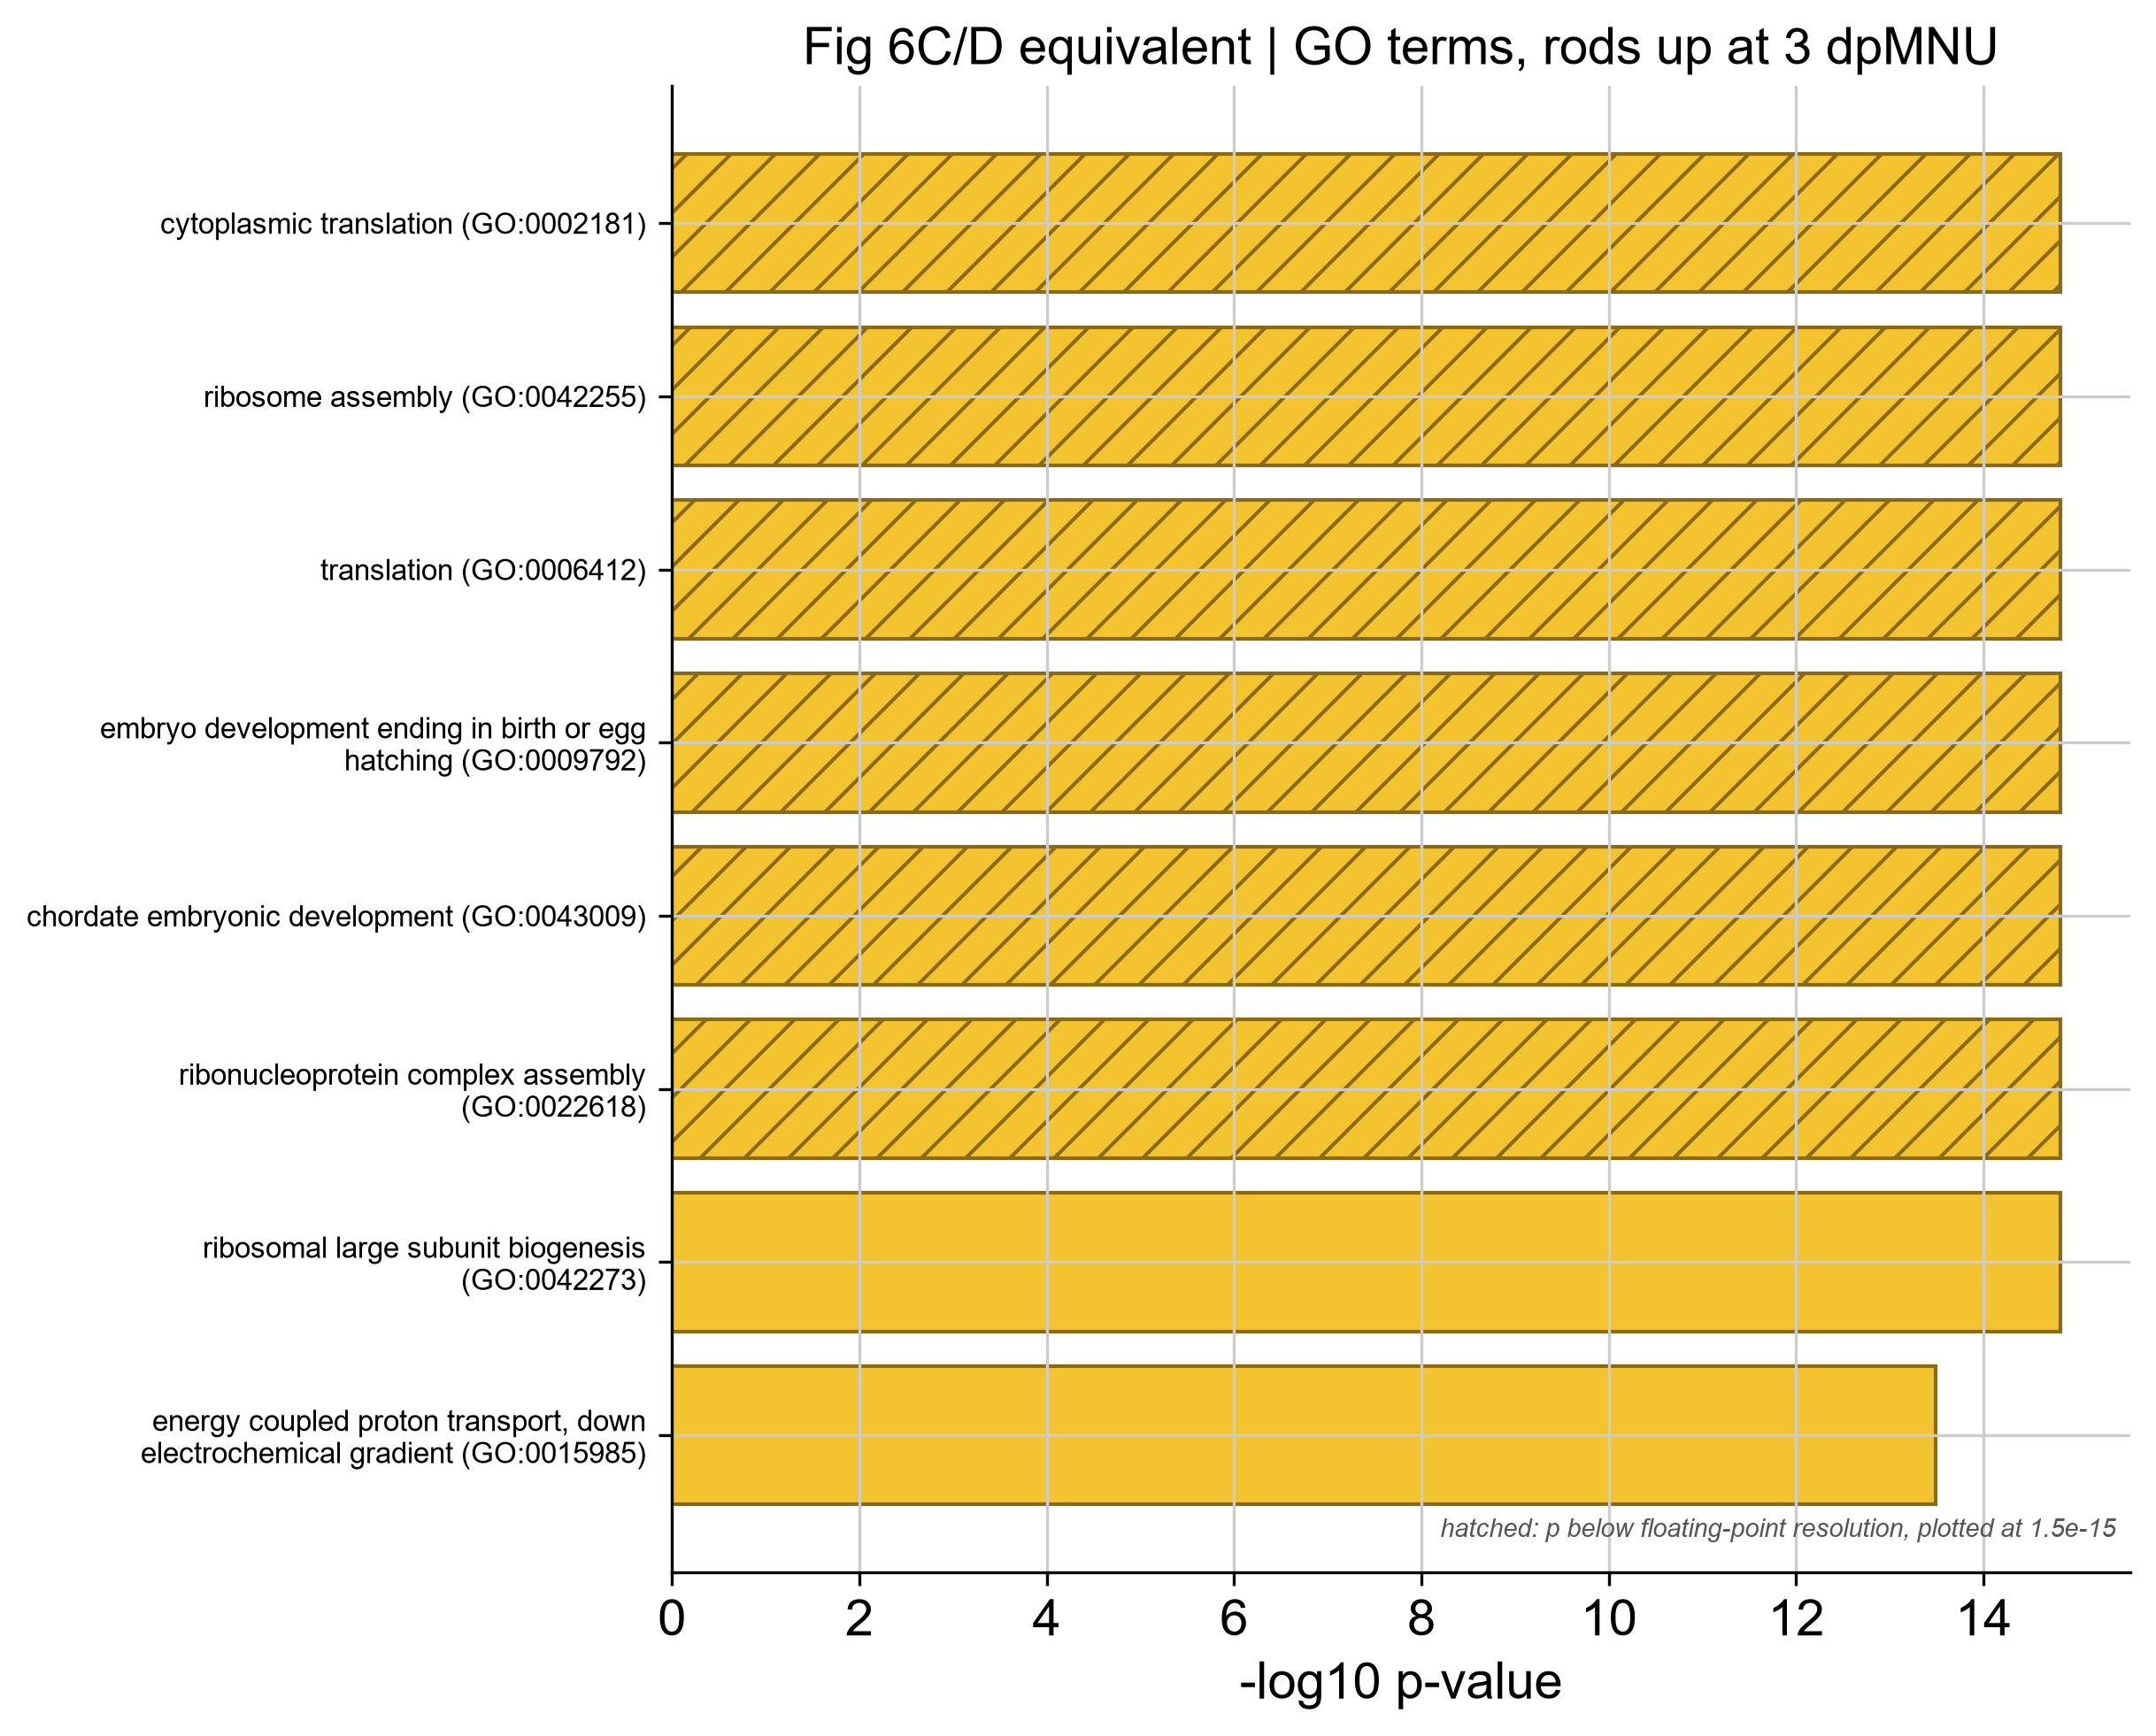 Fig 6C/D equivalent | GO terms, rods up at 3 dpMNU
cytoplasmic translation (GO:0002181)
ribosome assembly (GO:0042255)
translation (GO:0006412)
embryo development ending in birth or egg
hatching (GO:0009792)
chordate embryonic development (GO:0043009)
ribonucleoprotein complex assembly
(GO:0022618)
ribosomal large subunit biogenesis
(GO:0042273)
energy coupled proton transport, down
electrochemical gradient (GO:0015985)
hatched: p below floating-point resolution, plotted at 1.5e-15
0 2 4 6 8 10 12 14
-log10 p-value